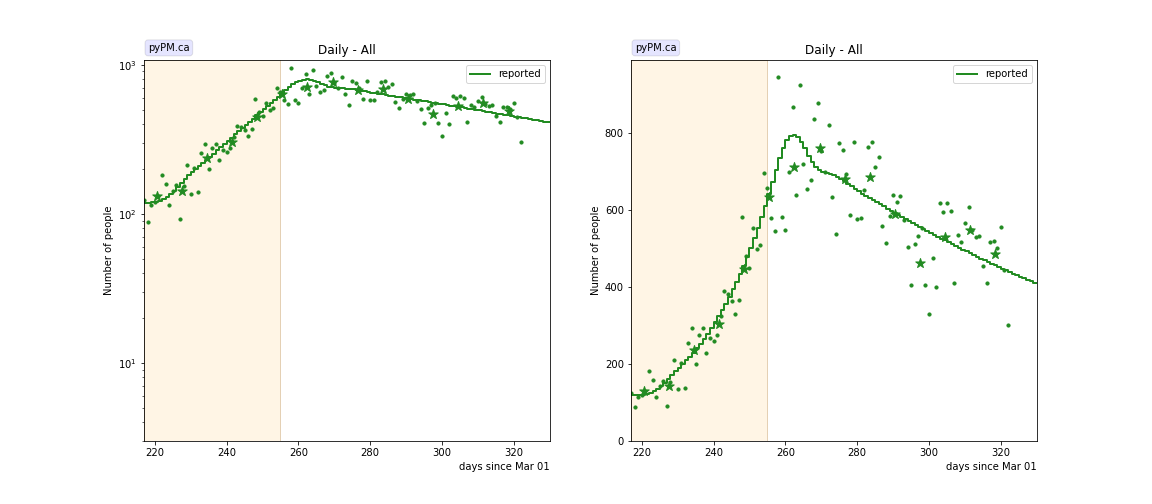 pyPM.ca
Daily - All
reported
Number of people
10³
10²
10¹
220 240 260 280 300 320
days since Mar 01
pyPM.ca
Daily - All
reported
Number of people
800
600
400
200
0
220 240 260 280 300 320
days since Mar 01